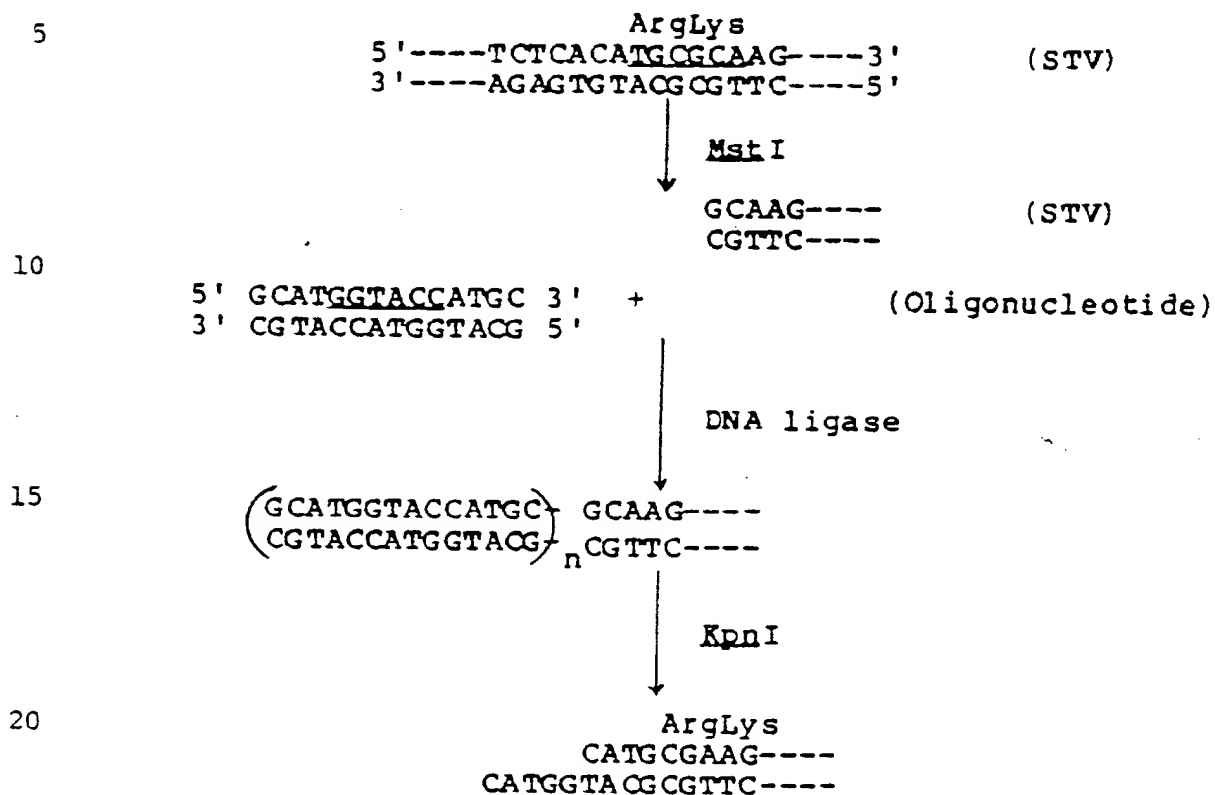 5 ArgLys
5'----TCTCACATGCGCAAG----3' (STV)
3'----AGAGTGTACGCGTTC----5'
MstI
GCAAG---- (STV)
CGTTC----
10
5' GCATGGTACCATGC 3' + (Oligonucleotide)
3' CGTACCATGGTACG 5'
DNA ligase
15
(GCATGGTACCATGC)- GCAAG----
(CGTACCATGGTACG)-n CGTTC----
KpnI
20 ArgLys
CATGCGAAG----
CATGGTACGCGTTC----